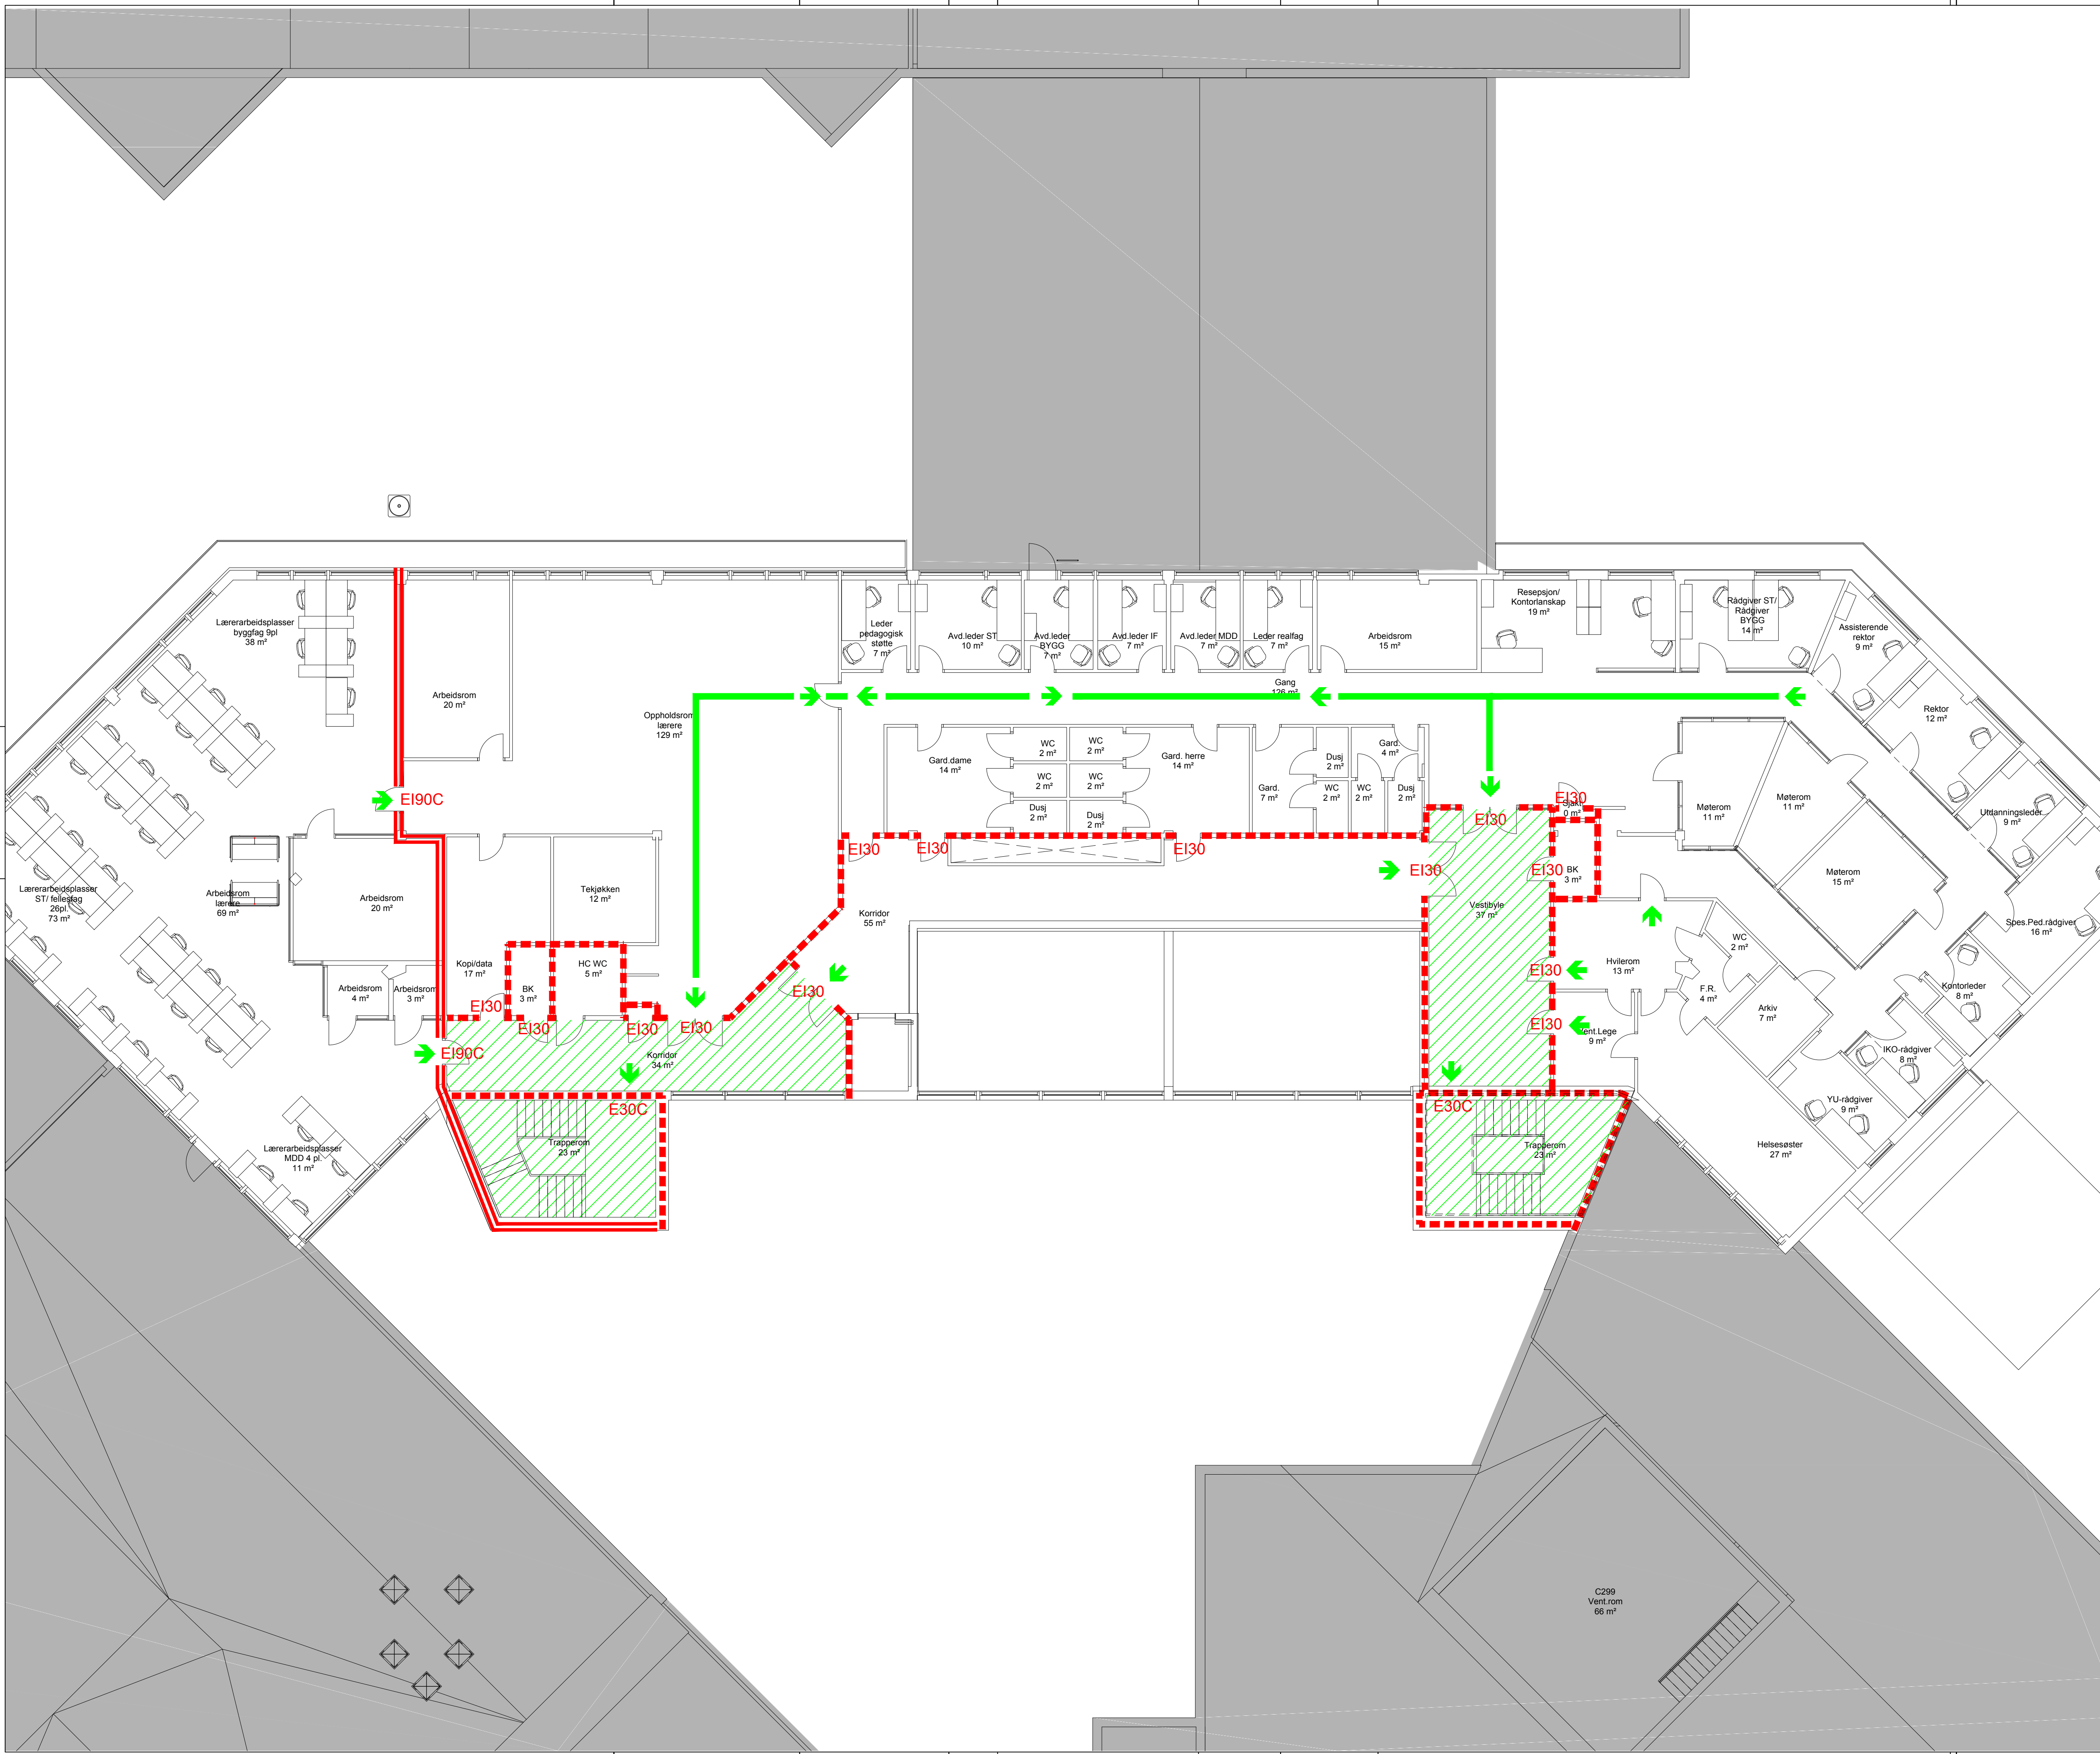 Lærerarbeidsplasser
byggfag 9pl
38 m²
Arbeidsrom
20 m²
Oppholdsrom
lærere
129 m²
Leder
pedagogisk
støtte
7 m²
Avd.leder ST
10 m²
Avd.leder
BYGG
7 m²
Avd.leder IF
7 m²
Avd.leder MDD
7 m²
Leder realfag
7 m²
Arbeidsrom
15 m²
Resepsjon/
Kontorlanskap
19 m²
Rådgiver ST/
Rådgiver
BYGG
14 m²
Assisterende
rektor
9 m²
Gang
126 m²
Rektor
12 m²
Gard.dame
14 m²
WC
2 m²
WC
2 m²
WC
2 m²
WC
2 m²
Dusj
2 m²
Dusj
2 m²
Gard. herre
14 m²
Gard.
7 m²
Dusj
2 m²
WC
2 m²
Gard.
4 m²
WC
2 m²
Dusj
2 m²
Møterom
11 m²
Møterom
11 m²
Utdanningsleder
9 m²
EI90C
EI30
Sjakt
0 m²
EI30
EI30
EI30
EI30
EI30
EI30
BK
3 m²
Møterom
15 m²
Lærerarbeidsplasser
ST/ fellesfag
26pl.
73 m²
Arbeidsrom
lærere
69 m²
Arbeidsrom
20 m²
Tekjøkken
12 m²
Korridor
55 m²
Vestibyle
37 m²
Spes.Ped.rådgiver
16 m²
WC
2 m²
Kopi/data
17 m²
HC WC
5 m²
BK
3 m²
Arbeidsrom
4 m²
Arbeidsrom
3 m²
EI30
EI30
Hvilerom
13 m²
F.R.
4 m²
Arkiv
7 m²
Kontorleder
8 m²
EI30
EI30
EI30
EI30
EI30
Vent.Lege
9 m²
EI90C
Korridor
34 m²
IKO-rådgiver
8 m²
E30C
E30C
YU-rådgiver
9 m²
Lærerarbeidsplasser
MDD 4 pl.
11 m²
Trapperom
23 m²
Trapperom
23 m²
Helsesøster
27 m²
C299
Vent.rom
66 m²